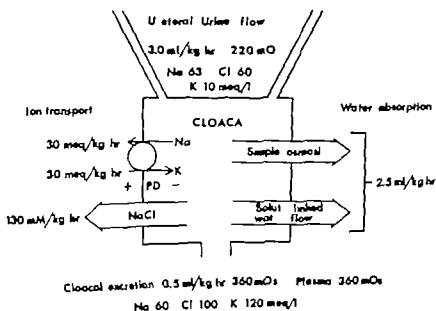 Ureteral Urine flow
3.0 ml/kg hr 220 mO
Na 63 Cl 60
K 10 meq/l
Ion transport
CLOACA
Water absorption
30 meq/kg hr
Na
Simple osmosal
30 meq/kg hr
K
+ PD -
2.5 ml/kg hr
130 mM/kg hr
NaCl
Solut linked
wat flow
Cloacal excretion 0.5 ml/kg hr 360 mOs Plasma 360 mOs
Na 60 Cl 100 K 120 meq/l